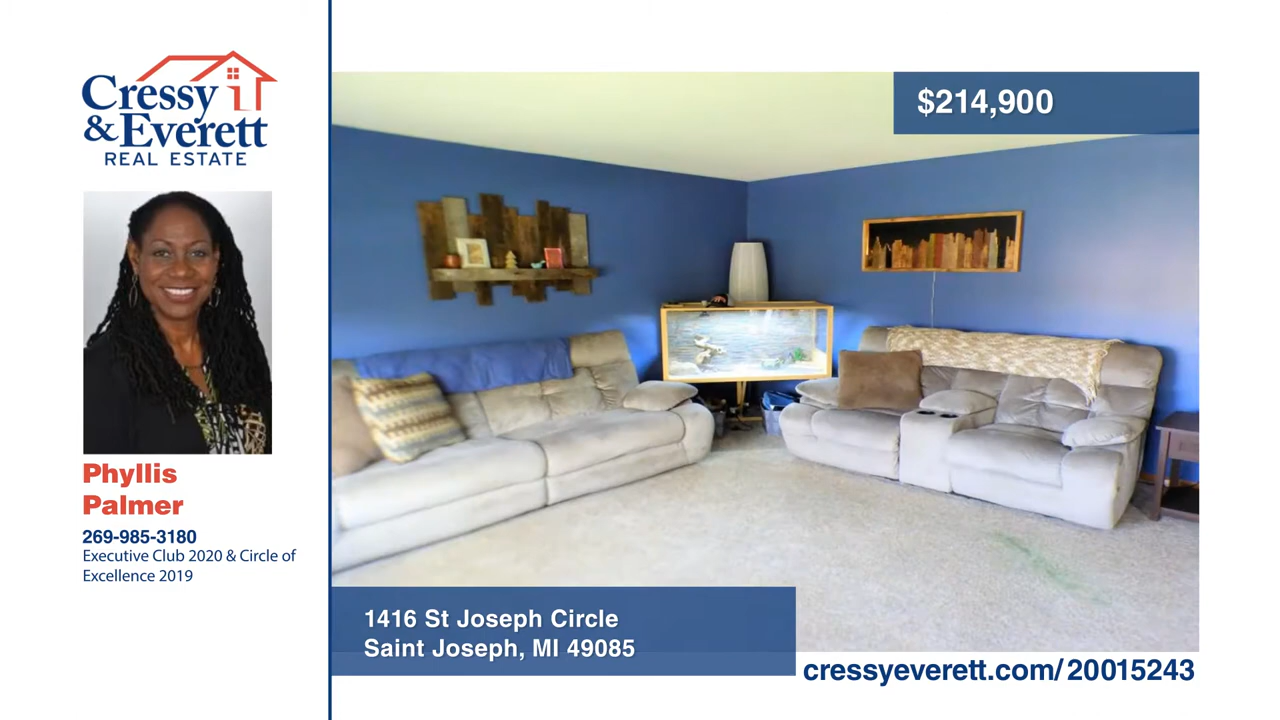 Cressy
& Everett
REAL ESTATE
Phyllis
Palmer
269-985-3180
Executive Club 2020 & Circle of
Excellence 2019
$214,900
1416 St Joseph Circle
Saint Joseph, MI 49085
cressyeverett.com/20015243